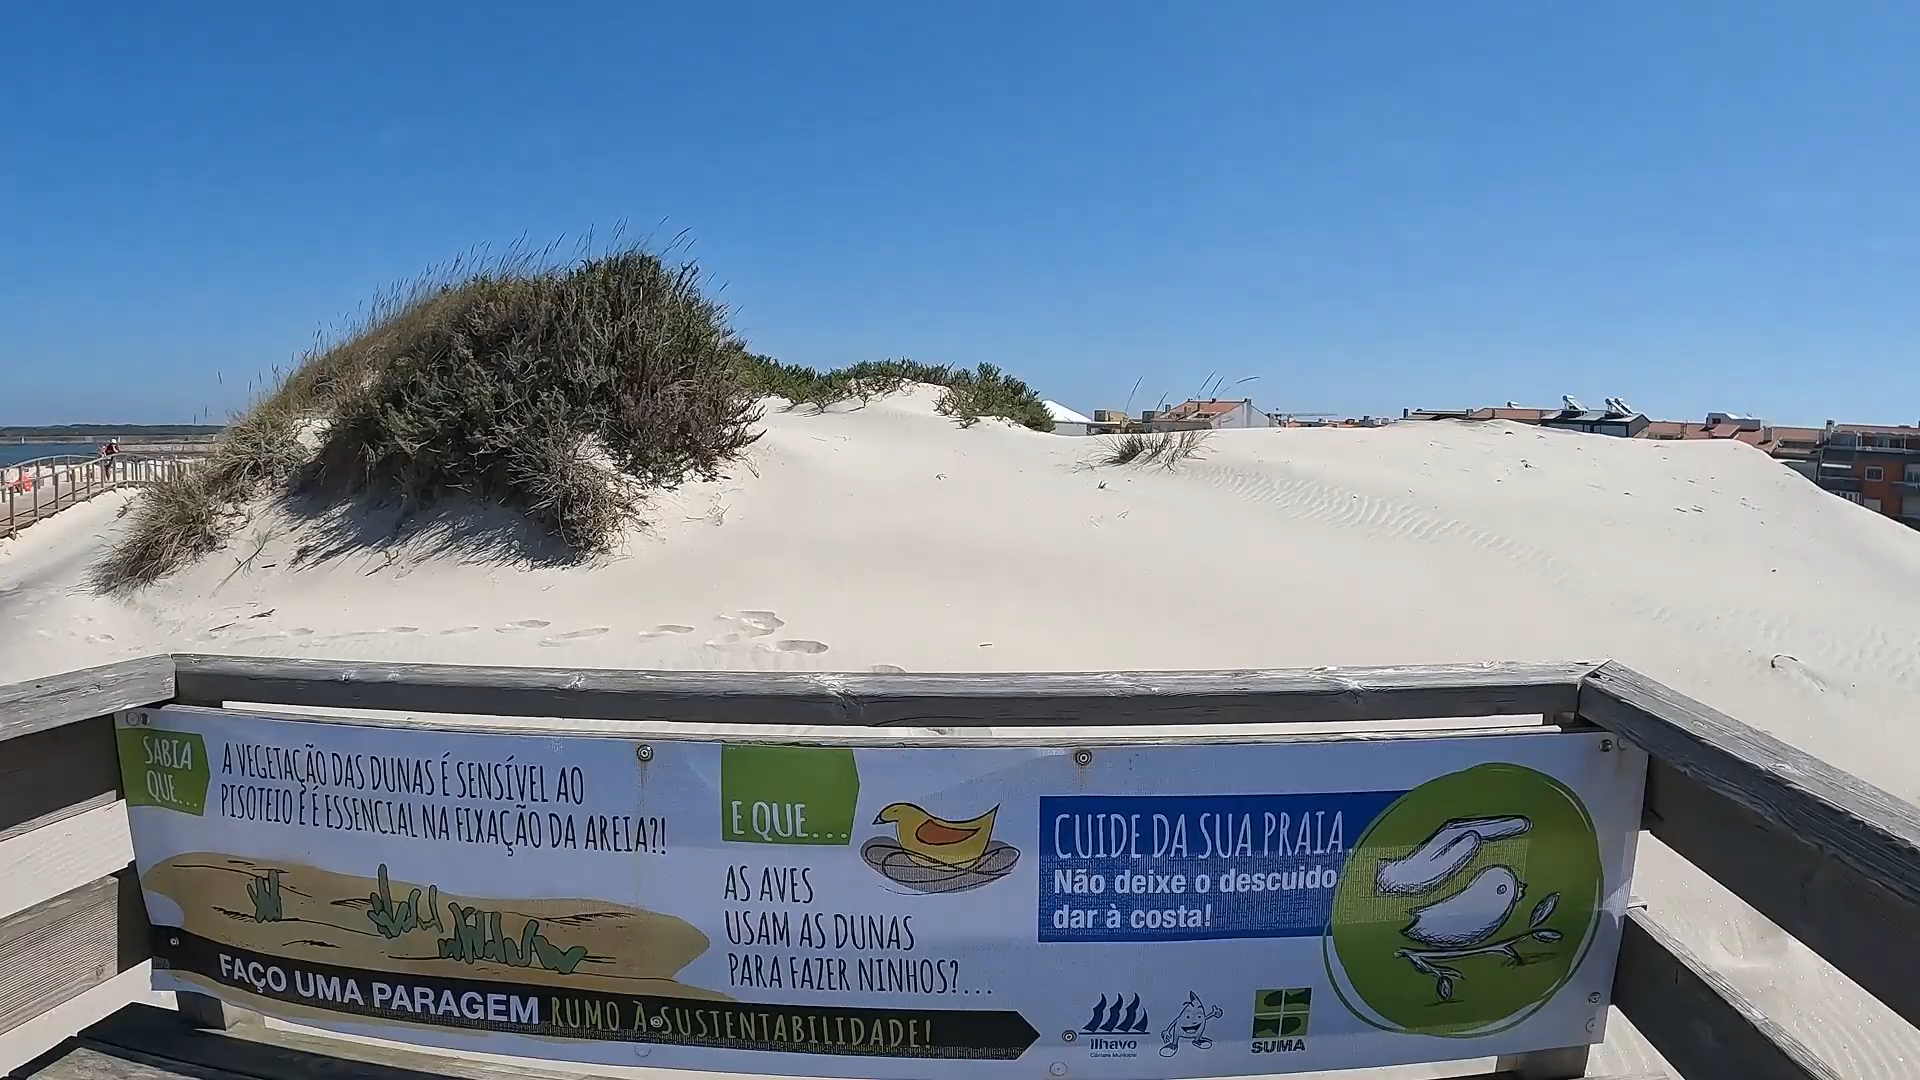 SABIA
QUE...
A VEGETAÇÃO DAS DUNAS É SENSÍVEL AO
PISOTEIO E É ESSENCIAL NA FIXAÇÃO DA AREIA?!
E QUE...
AS AVES
USAM AS DUNAS
PARA FAZER NINHOS?...
CUIDE DA SUA PRAIA.
Não deixe o descuido
dar à costa!
FAÇO UMA PARAGEM RUMO À SUSTENTABILIDADE!
ílhavo
Câmara Municipal
SUMA